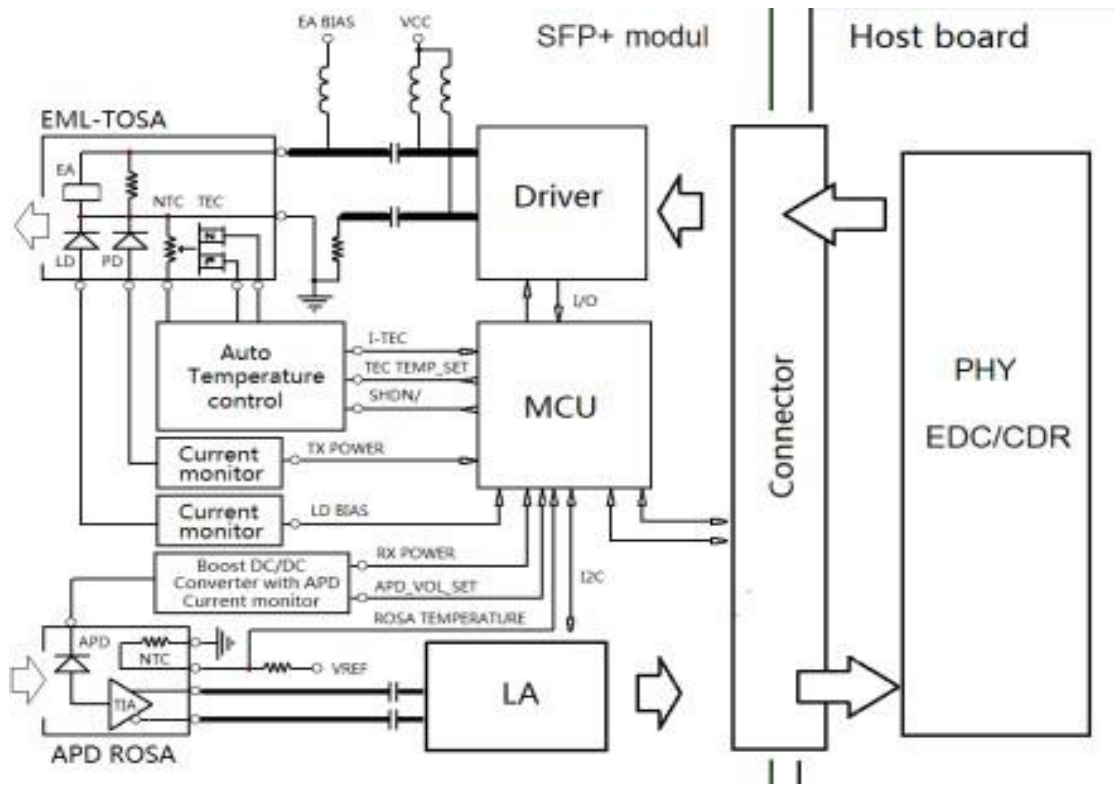 EA BIAS
VCC
SFP+ modul
Host board
EML-TOSA
EA
NTC TEC
N
P
LD
PD
Driver
I/O
Auto
Temperature
control
I-TEC
TEC TEMP_SET
SHDN/
MCU
Connector
PHY
EDC/CDR
Current
monitor
TX POWER
Current
monitor
LD BIAS
Boost DC/DC
Converter with APD
Current monitor
RX POWER
APD_VOL_SET
I2C
ROSA TEMPERATURE
APD
NTC
VREF
TIA
LA
APD ROSA